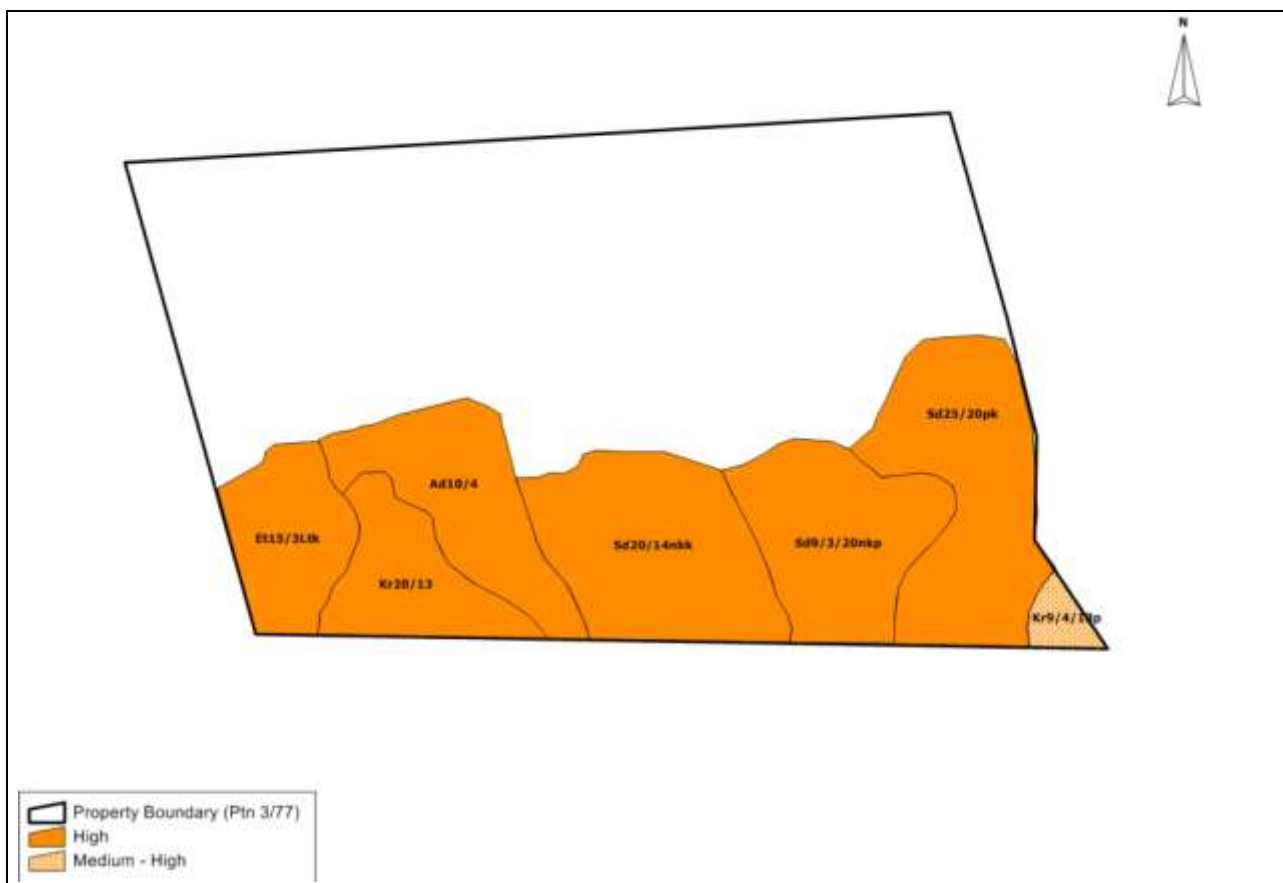 N
Sd25/20pk
Ad10/4
Et15/3Ltk
Sd20/14nkk
Sd9/3/20nkp
Kr28/13
Property Boundary (Ptn 3/77)
High
Medium - High